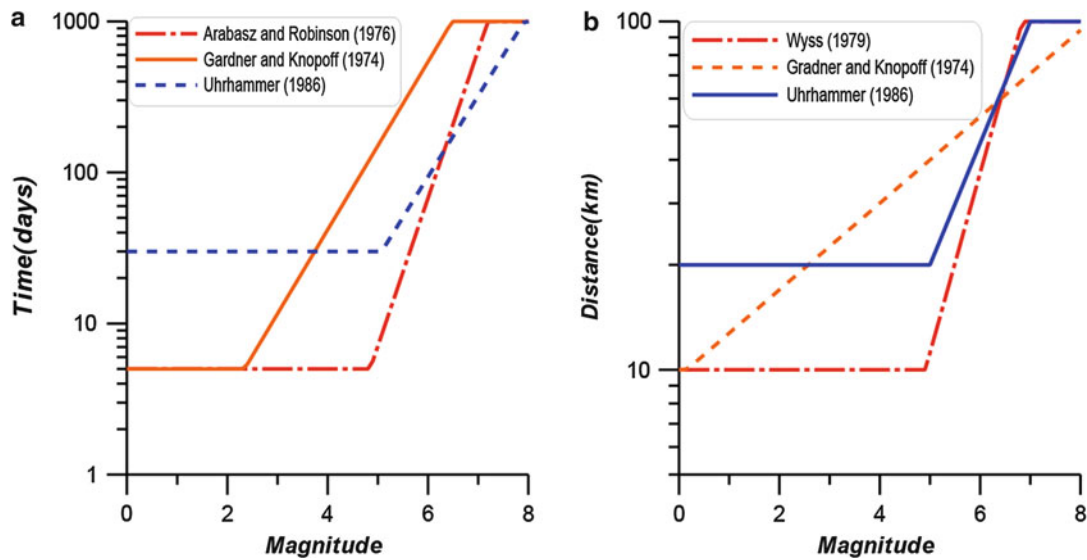 a
1000
Arabasz and Robinson (1976)
Gardner and Knopoff (1974)
Uhrhammer (1986)
100
10
1
Time(days)
0 2 4 6 8
Magnitude
b
100
Wyss (1979)
Gradner and Knopoff (1974)
Uhrhammer (1986)
10
Distance(km)
0 2 4 6 8
Magnitude